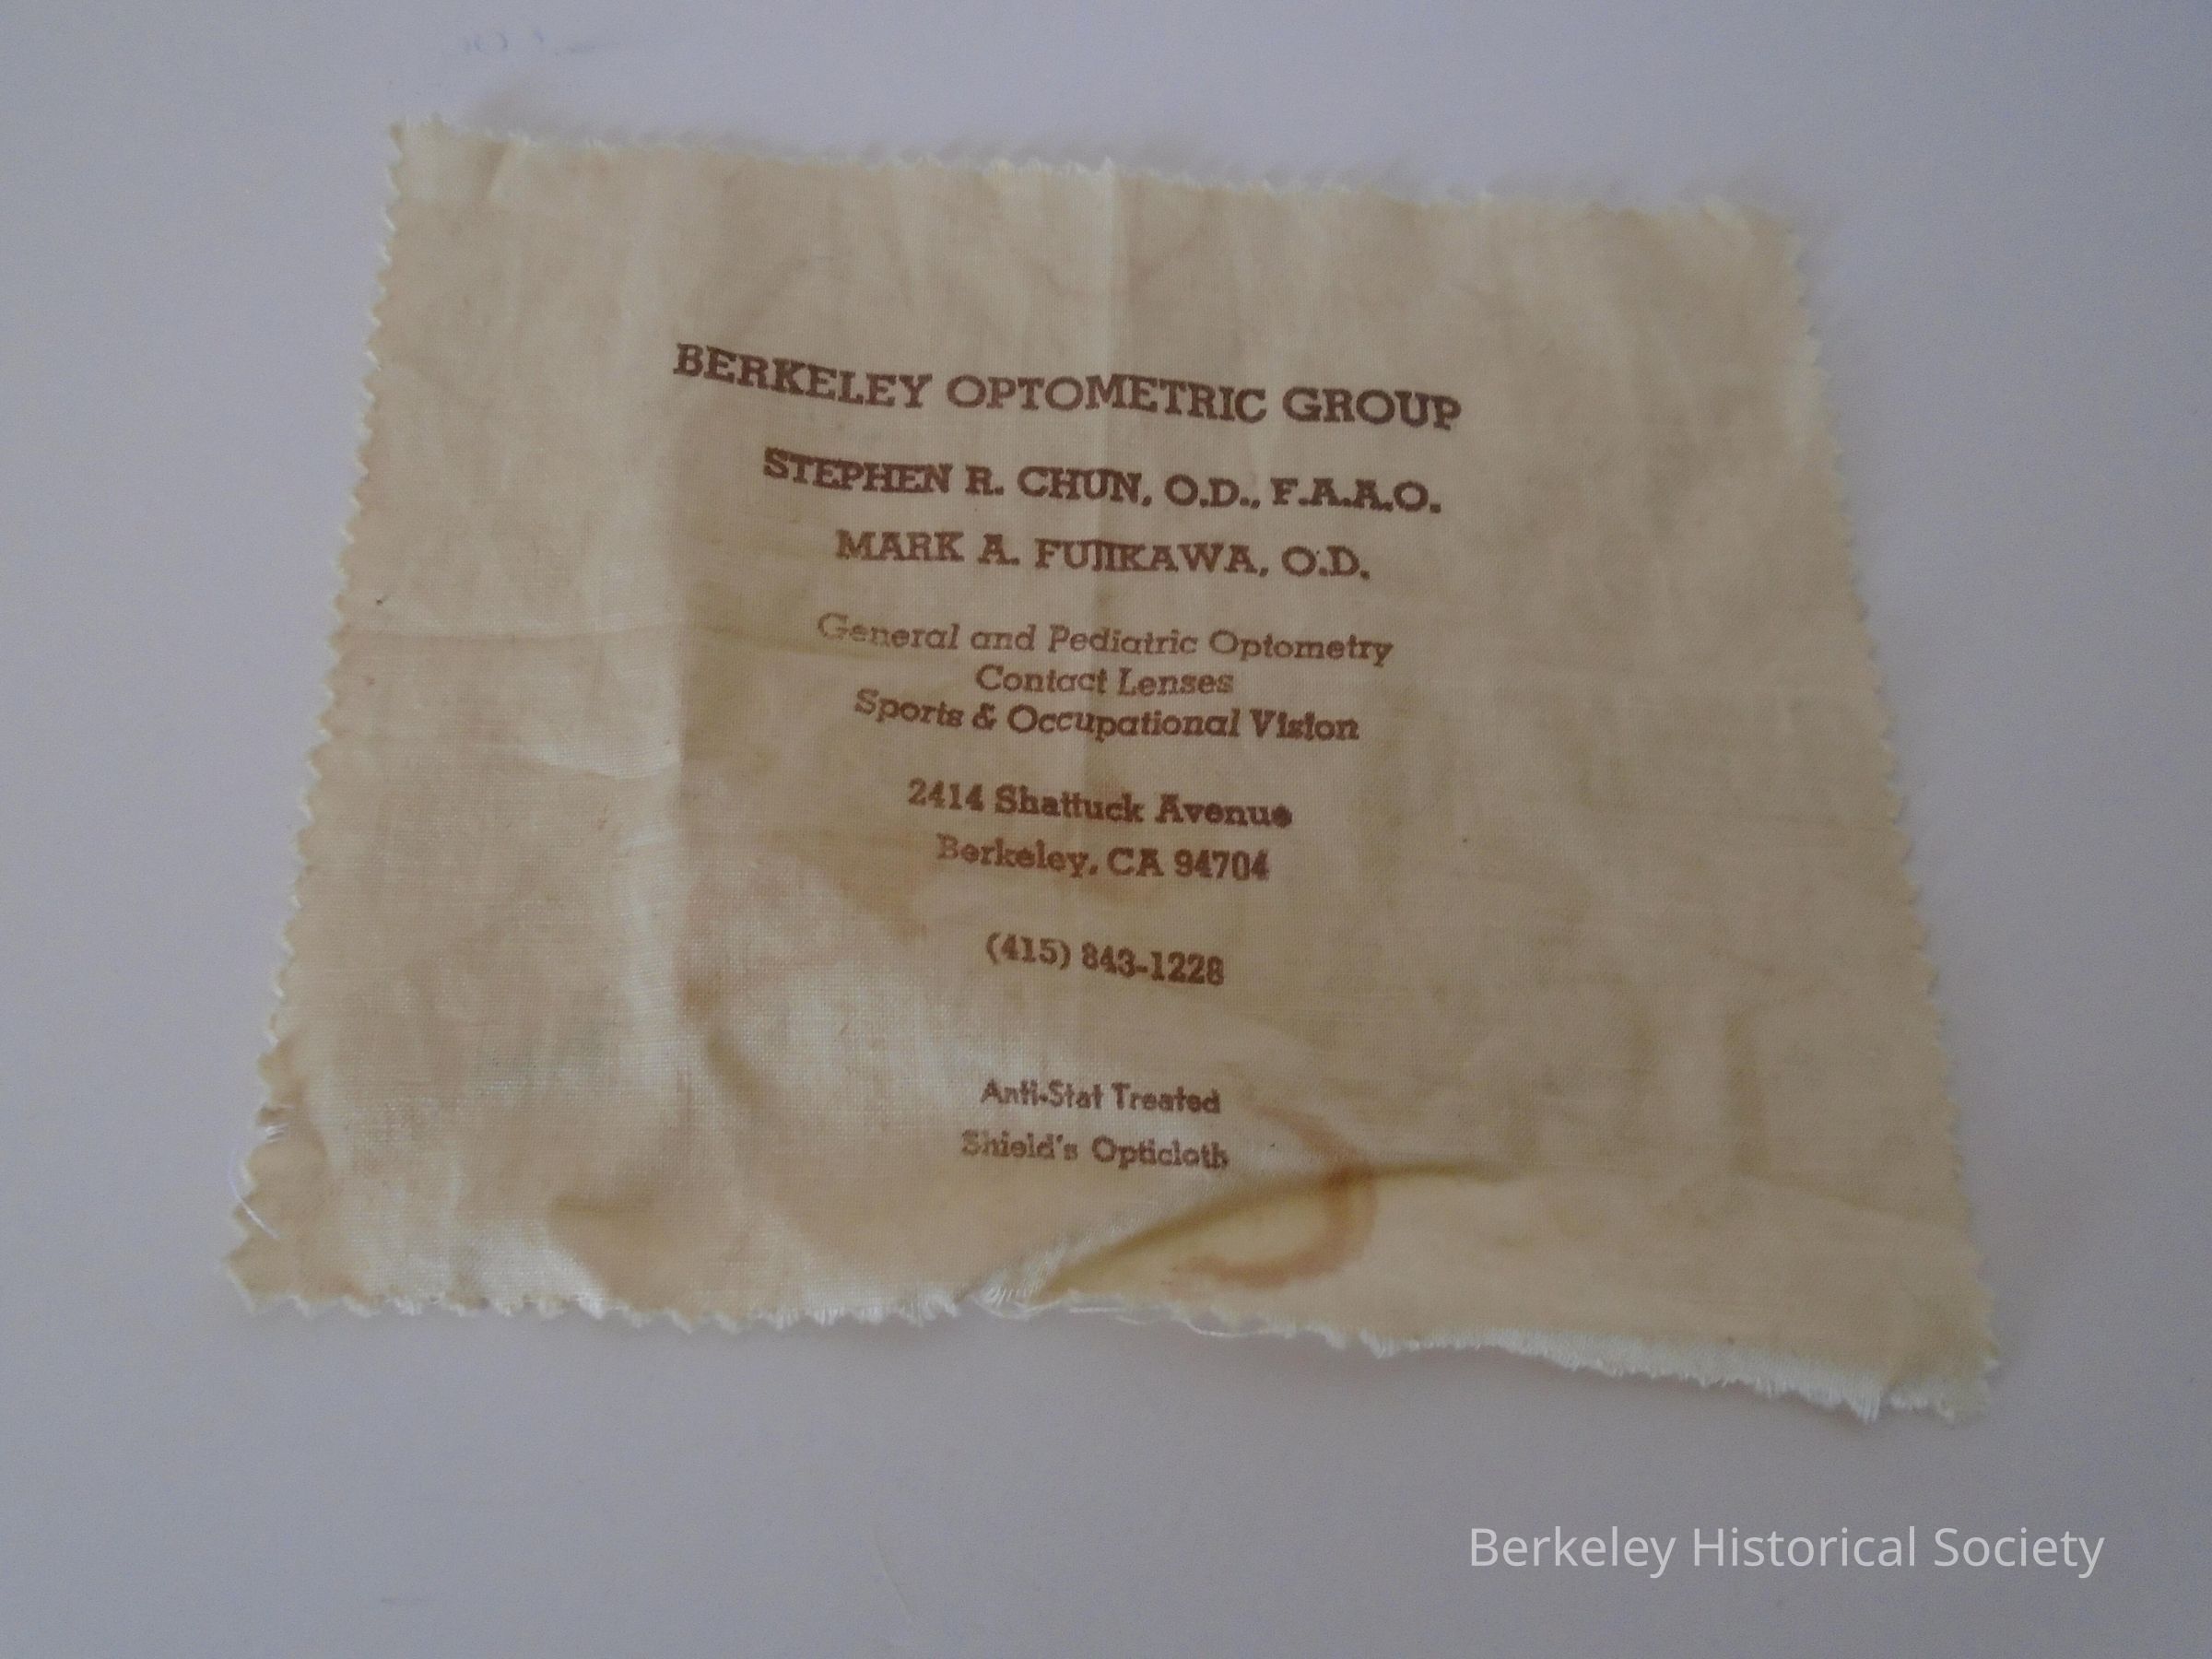 BERKELEY OPTOMETRIC GROUP
STEPHEN R. CHUN, O.D., F.A.A.O.
MARK A. FUJIKAWA, O.D.
General and Pediatric Optometry
Contact Lenses
Sports & Occupational Vision
2414 Shattuck Avenue
Berkeley, CA 94704
(415) 843-1228
Anti-Stat Treated
Shield's Opticloth
Berkeley Historical Society